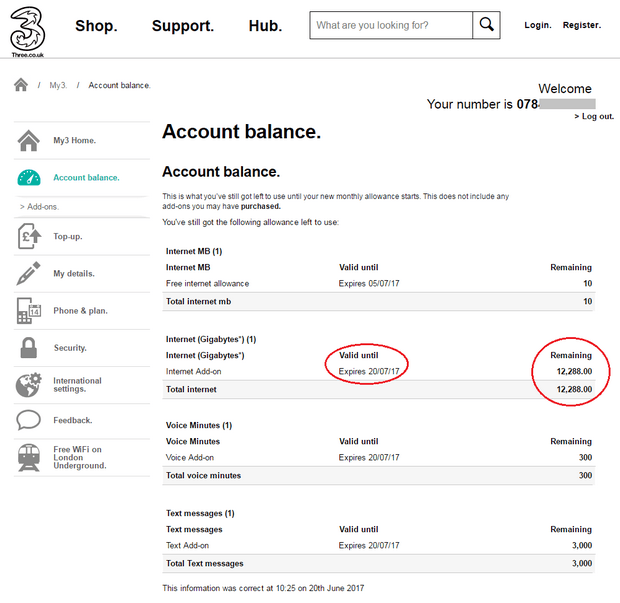 Three.co.uk
Shop. Support. Hub. What are you looking for? Login. Register.
/ My3. / Account balance.
Welcome
Your number is 078
> Log out.
My3 Home.
Account balance.
> Add-ons.
Top-up.
My details.
Phone & plan.
Security.
International
settings.
Feedback.
Free WiFi on
London
Underground.
Account balance.
Account balance.
This is what you've still got left to use until your new monthly allowance starts. This does not include any
add-ons you may have purchased.
You've still got the following allowance left to use:
Internet MB (1)
Internet MB Valid until Remaining
Free internet allowance Expires 05/07/17 10
Total internet mb 10
Internet (Gigabytes*) (1)
Internet (Gigabytes*) Valid until Remaining
Internet Add-on Expires 20/07/17 12,288.00
Total internet 12,288.00
Voice Minutes (1)
Voice Minutes Valid until Remaining
Voice Add-on Expires 20/07/17 300
Total voice minutes 300
Text messages (1)
Text messages Valid until Remaining
Text Add-on Expires 20/07/17 3,000
Total Text messages 3,000
This information was correct at 10:25 on 20th June 2017